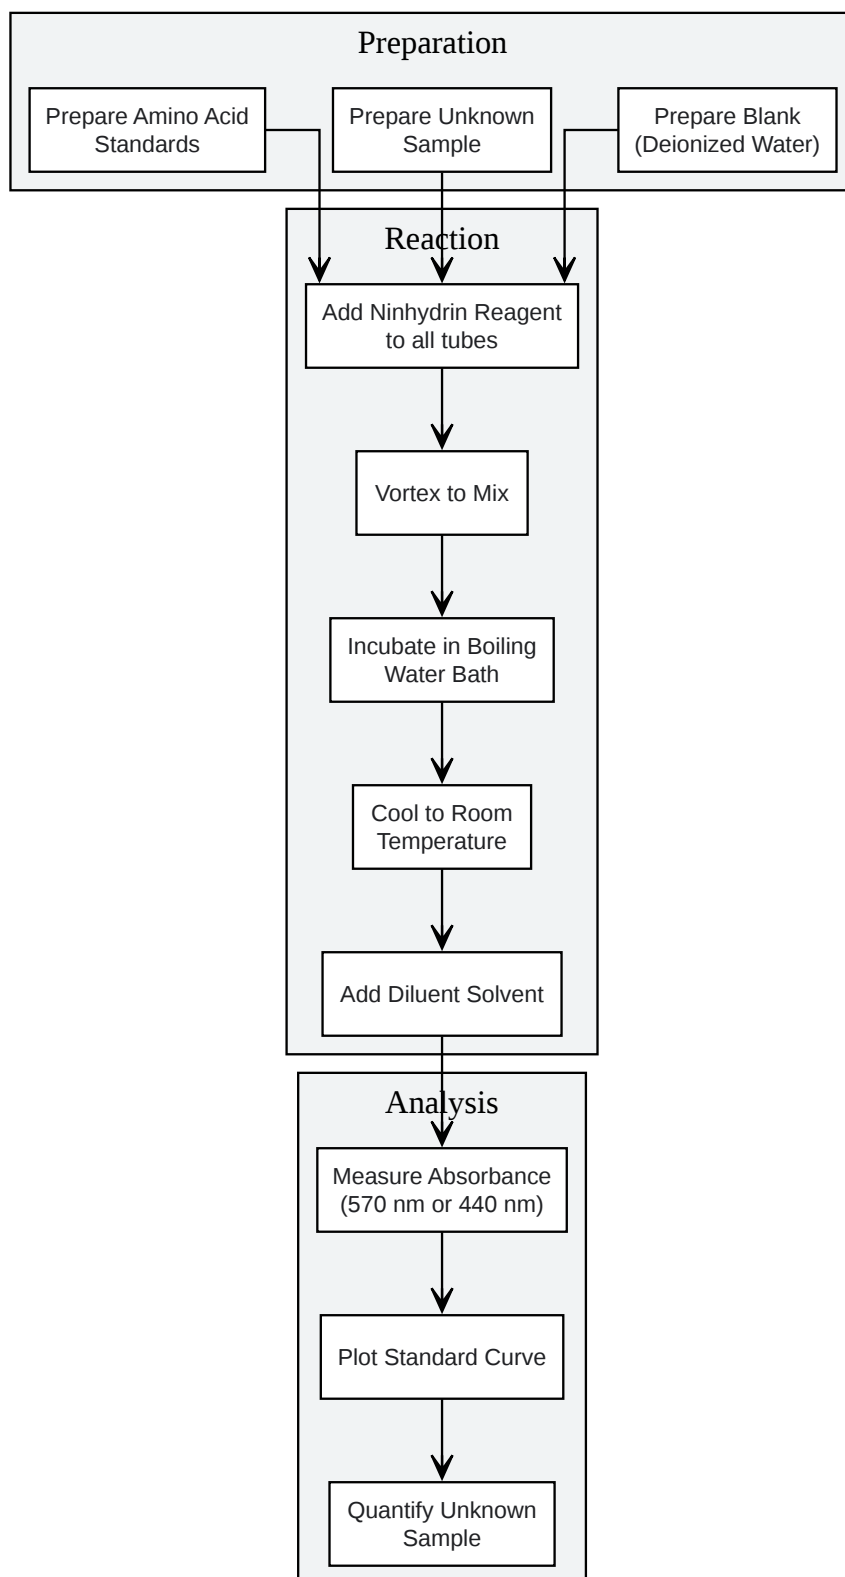 Preparation
Prepare Amino Acid
Standards
Prepare Unknown
Sample
Prepare Blank
(Deionized Water)
Reaction
Add Ninhydrin Reagent
to all tubes
Vortex to Mix
Incubate in Boiling
Water Bath
Cool to Room
Temperature
Add Diluent Solvent
Analysis
Measure Absorbance
(570 nm or 440 nm)
Plot Standard Curve
Quantify Unknown
Sample